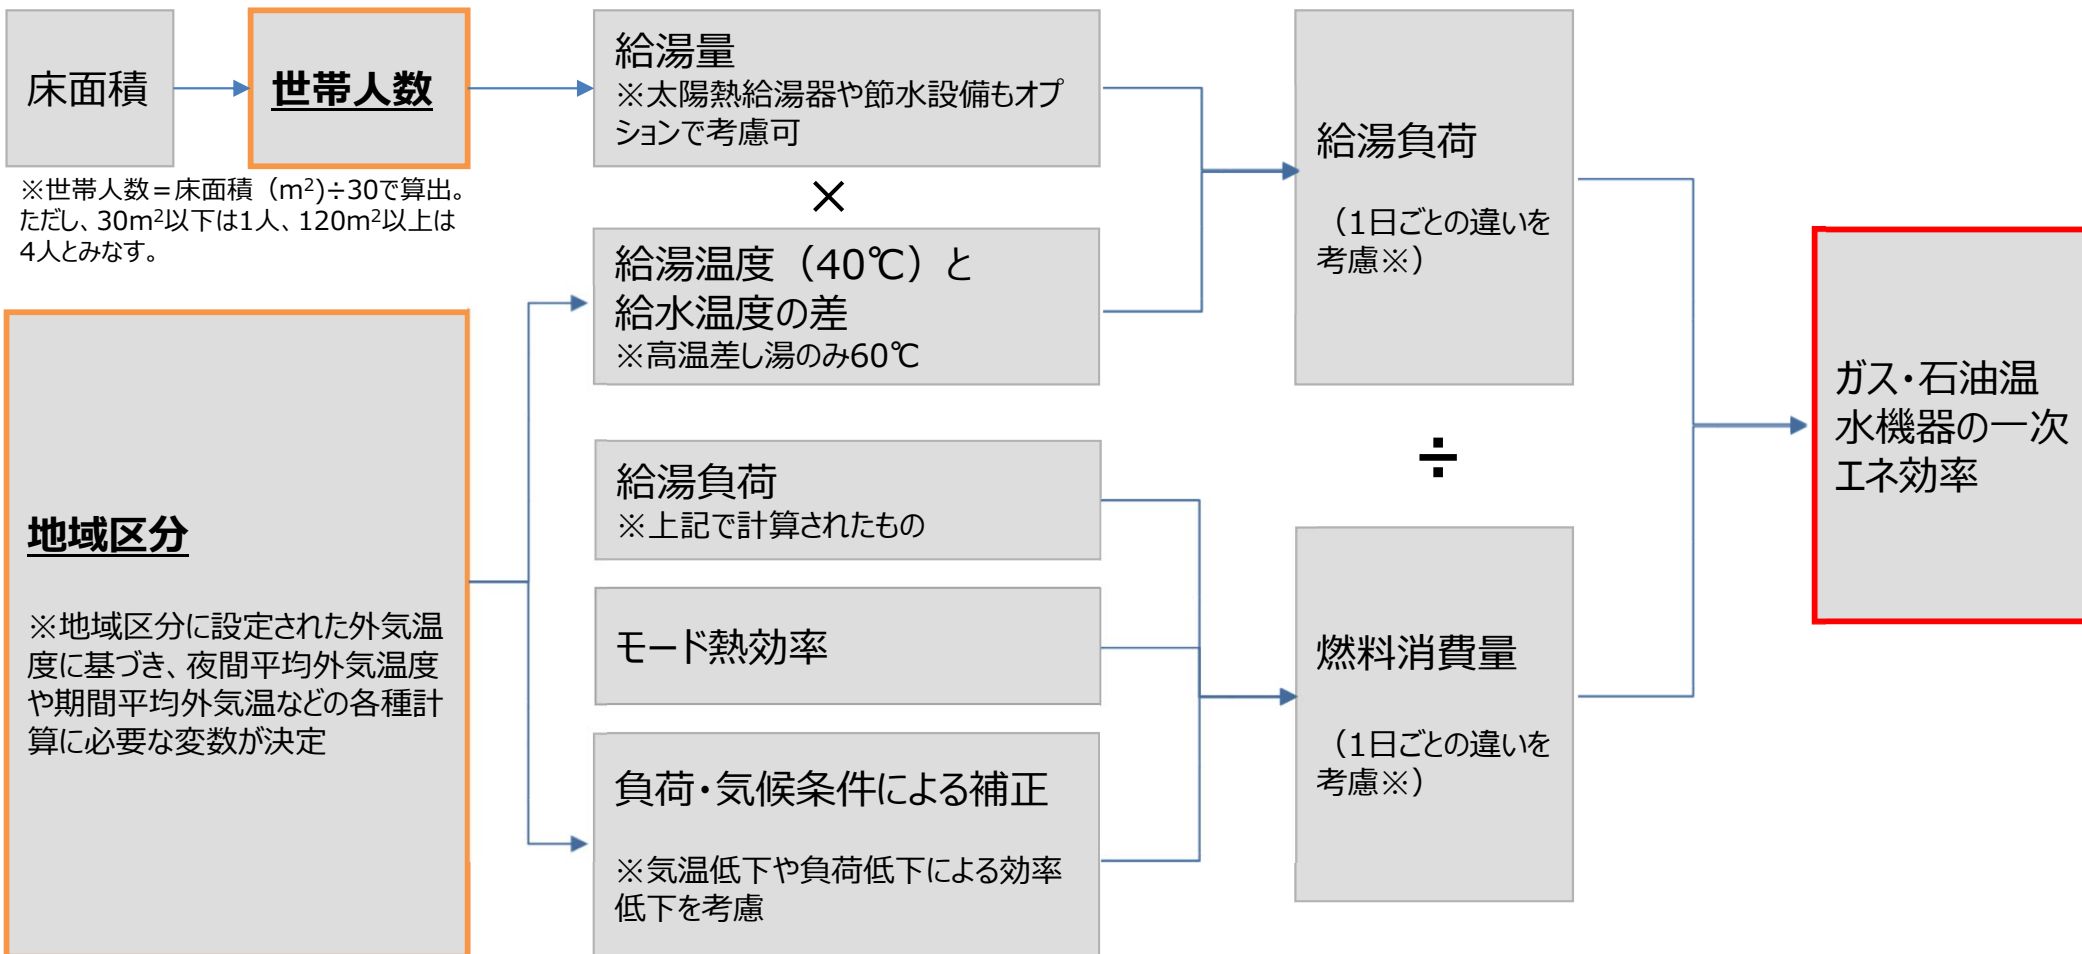 床面積
世帯人数
※世帯人数=床面積（m²)÷30で算出。
ただし、30m²以下は1人、120m²以上は
4人とみなす。
給湯量
※太陽熱給湯器や節水設備もオプ
ションで考慮可
×
給湯温度（40℃）と
給水温度の差
※高温差し湯のみ60℃
地域区分
※地域区分に設定された外気温
度に基づき、夜間平均外気温度
や期間平均外気温などの各種計
算に必要な変数が決定
給湯負荷
※上記で計算されたもの
モード熱効率
負荷・気候条件による補正
※気温低下や負荷低下による効率
低下を考慮
給湯負荷
（1日ごとの違いを
考慮※）
÷
燃料消費量
（1日ごとの違いを
考慮※）
ガス・石油温
水機器の一次
エネ効率